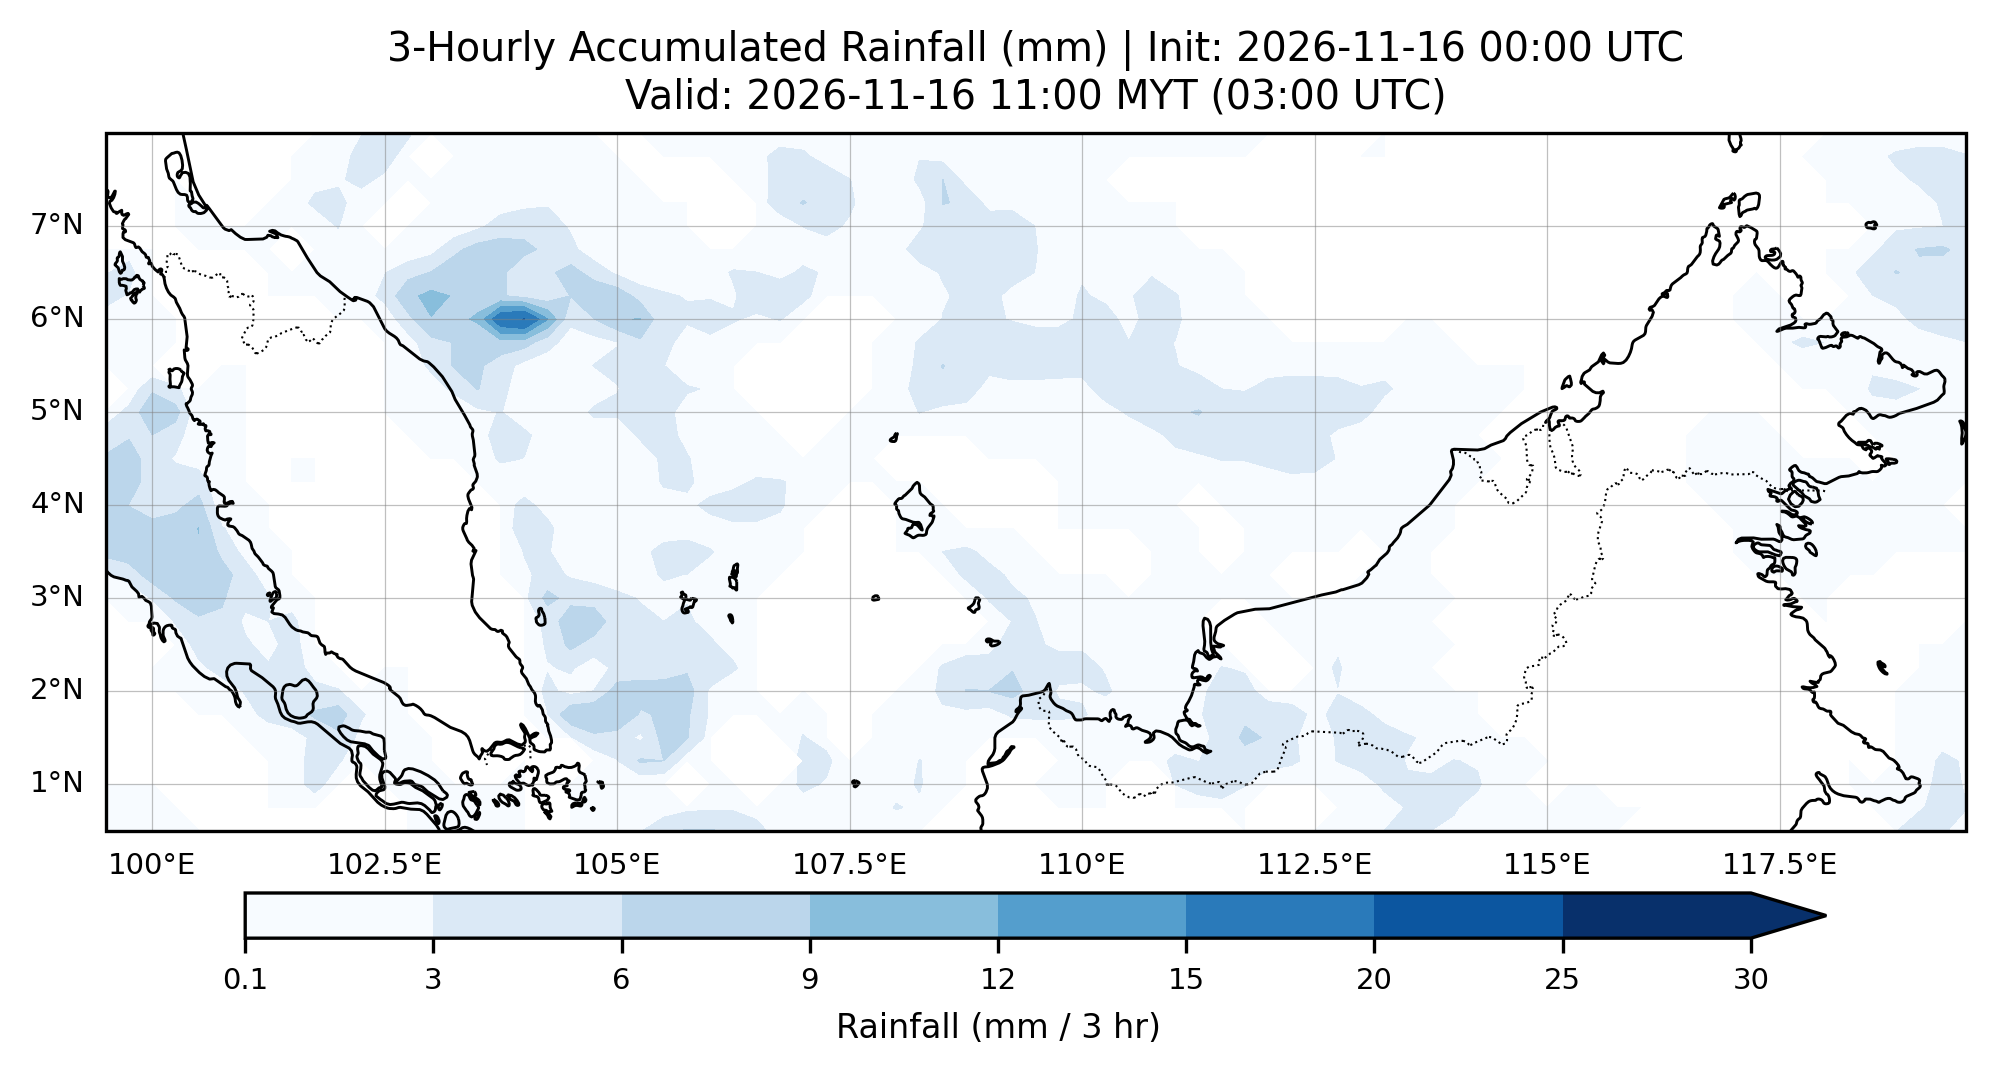 3-Hourly Accumulated Rainfall (mm) | Init: 2026-11-16 00:00 UTC
Valid: 2026-11-16 11:00 MYT (03:00 UTC)
7°N
6°N
5°N
4°N
3°N
2°N
1°N
100°E 102.5°E 105°E 107.5°E 110°E 112.5°E 115°E 117.5°E
0.1 3 6 9 12 15 20 25 30
Rainfall (mm / 3 hr)